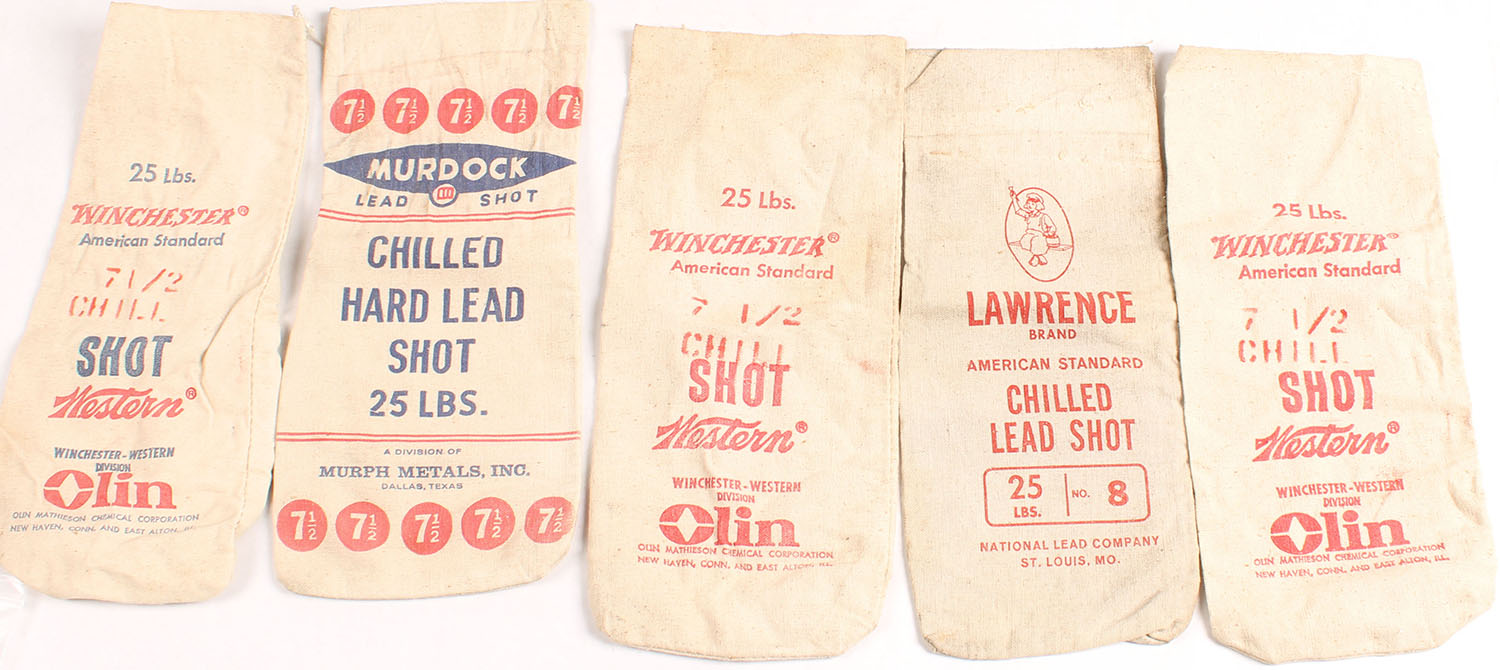 25 Lbs.
WINCHESTER®
American Standard
7 1/2
CHILL
SHOT
Western®
WINCHESTER-WESTERN
DIVISION
Olin
OLIN MATHIESON CHEMICAL CORPORATION
NEW HAVEN, CONN. AND EAST ALTON, ILL.
7½ 7½ 7½ 7½ 7½
MURDOCK
LEAD SHOT
CHILLED
HARD LEAD
SHOT
25 LBS.
A DIVISION OF
MURPH METALS, INC.
DALLAS, TEXAS
7½ 7½ 7½ 7½ 7½
25 Lbs.
WINCHESTER®
American Standard
7 1/2
CHILL
SHOT
Western®
WINCHESTER-WESTERN
DIVISION
Olin
OLIN MATHIESON CHEMICAL CORPORATION
NEW HAVEN, CONN. AND EAST ALTON, ILL.
LAWRENCE
BRAND
AMERICAN STANDARD
CHILLED
LEAD SHOT
25 LBS. NO. 8
NATIONAL LEAD COMPANY
ST. LOUIS, MO.
25 Lbs.
WINCHESTER®
American Standard
7 1/2
CHILL
SHOT
Western®
WINCHESTER-WESTERN
DIVISION
Olin
OLIN MATHIESON CHEMICAL CORPORATION
NEW HAVEN, CONN. AND EAST ALTON, ILL.